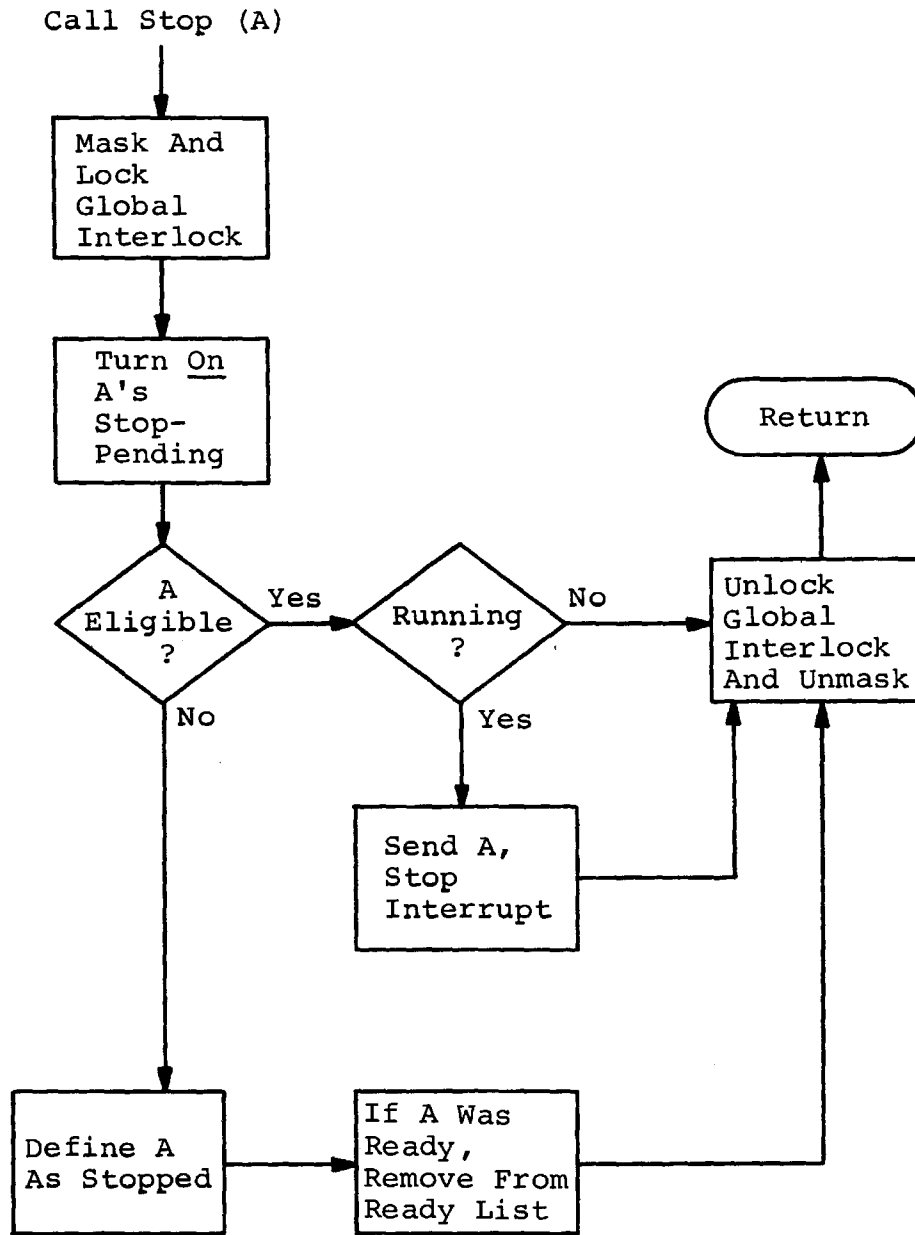 Call Stop (A)
Mask And
Lock
Global
Interlock
Turn On
A's
Stop-
Pending
Return
A
Eligible
?
Yes
No
Running
?
No
Yes
Unlock
Global
Interlock
And Unmask
Send A,
Stop
Interrupt
Define A
As Stopped
If A Was
Ready,
Remove From
Ready List